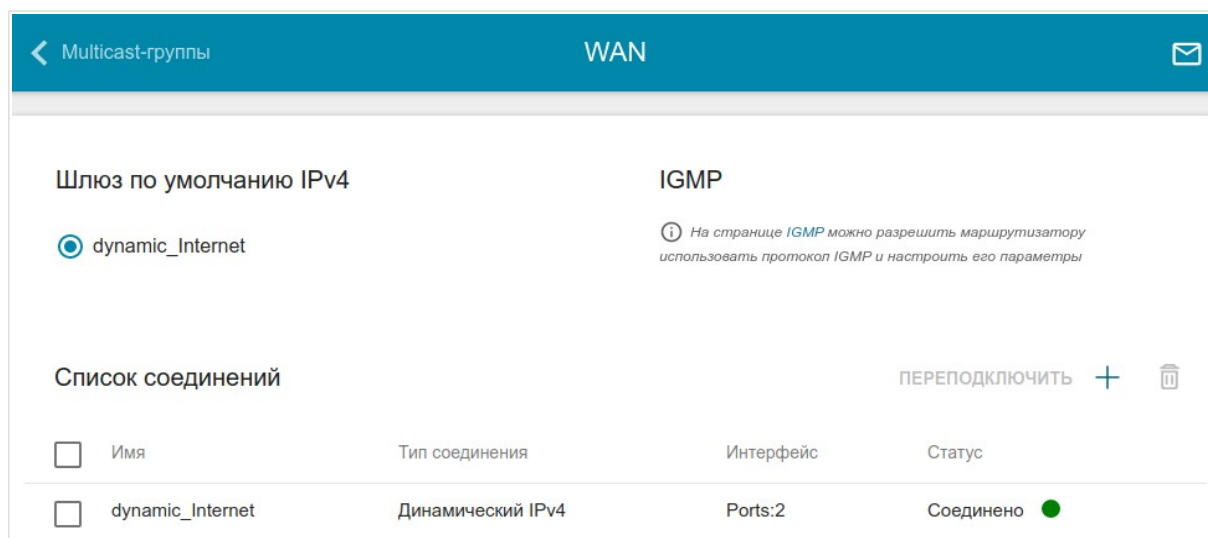 Multicast-группы
WAN
Шлюз по умолчанию IPv4
dynamic_Internet
IGMP
На странице IGMP можно разрешить маршрутизатору
использовать протокол IGMP и настроить его параметры
Список соединений
ПЕРЕПОДКЛЮЧИТЬ
Имя Тип соединения Интерфейс Статус
dynamic_Internet Динамический IPv4 Ports:2 Соединено